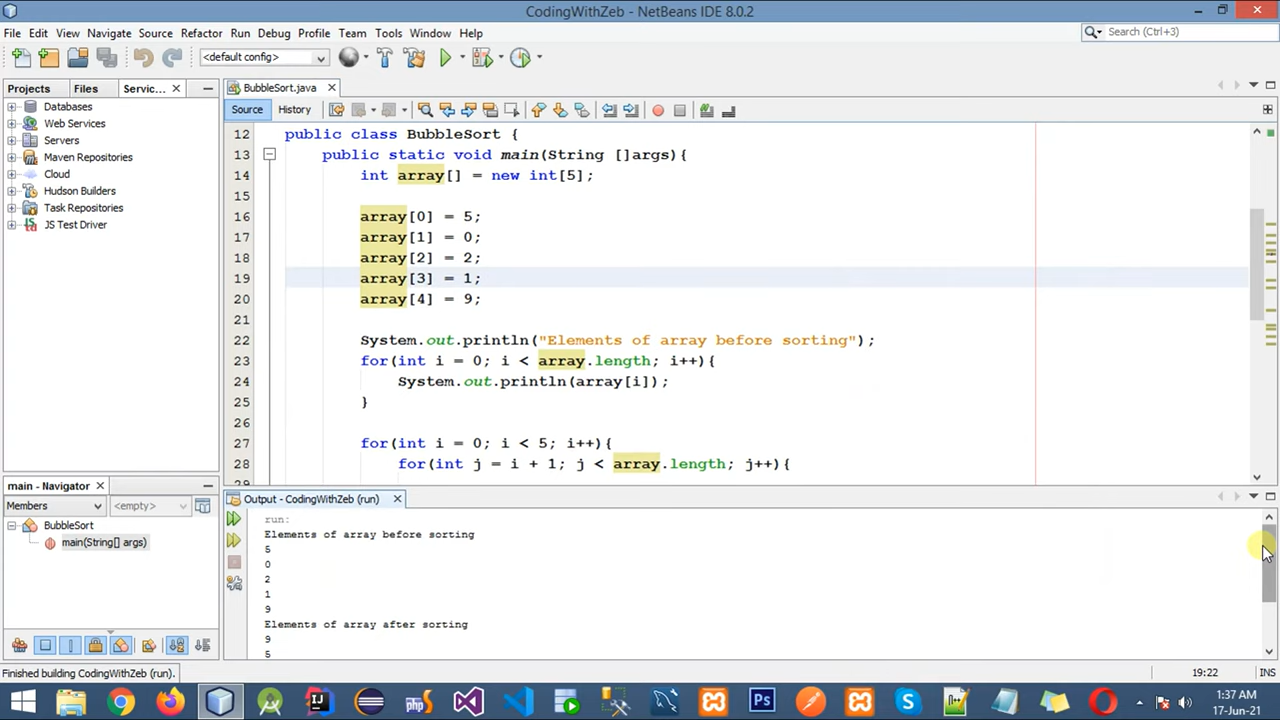 CodingWithZeb - NetBeans IDE 8.0.2
File Edit View Navigate Source Refactor Run Debug Profile Team Tools Window Help
Search (Ctrl+3)
<default config>
Projects Files Servic...
BubbleSort.java
Databases
Web Services
Servers
Maven Repositories
Cloud
Hudson Builders
Task Repositories
JS Test Driver
Source History
12 public class BubbleSort {
13 public static void main(String []args){
14 int array[] = new int[5];
15
16 array[0] = 5;
17 array[1] = 0;
18 array[2] = 2;
19 array[3] = 1;
20 array[4] = 9;
21
22 System.out.println("Elements of array before sorting");
23 for(int i = 0; i < array.length; i++){
24 System.out.println(array[i]);
25 }
26
27 for(int i = 0; i < 5; i++){
28 for(int j = i + 1; j < array.length; j++){
main - Navigator
Members <empty>
BubbleSort
main(String[] args)
Output - CodingWithZeb (run)
run:
Elements of array before sorting
5
0
2
1
9
Elements of array after sorting
9
5
Finished building CodingWithZeb (run).
19:22 INS
php
Ps
1:37 AM
17-Jun-21